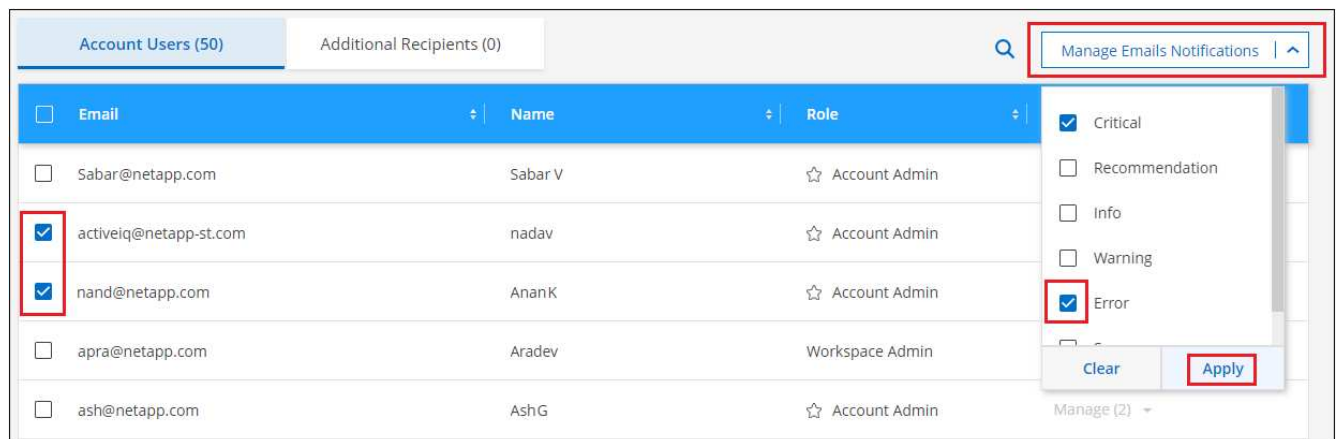 Account Users (50)
Additional Recipients (0)
Manage Emails Notifications
Email
Name
Role
Critical
Sabar@netapp.com
Sabar V
Account Admin
Recommendation
Info
activeiq@netapp-st.com
nadav
Account Admin
Warning
nand@netapp.com
AnanK
Account Admin
Error
apra@netapp.com
Aradev
Workspace Admin
Clear
Apply
ash@netapp.com
AshG
Account Admin
Manage (2)